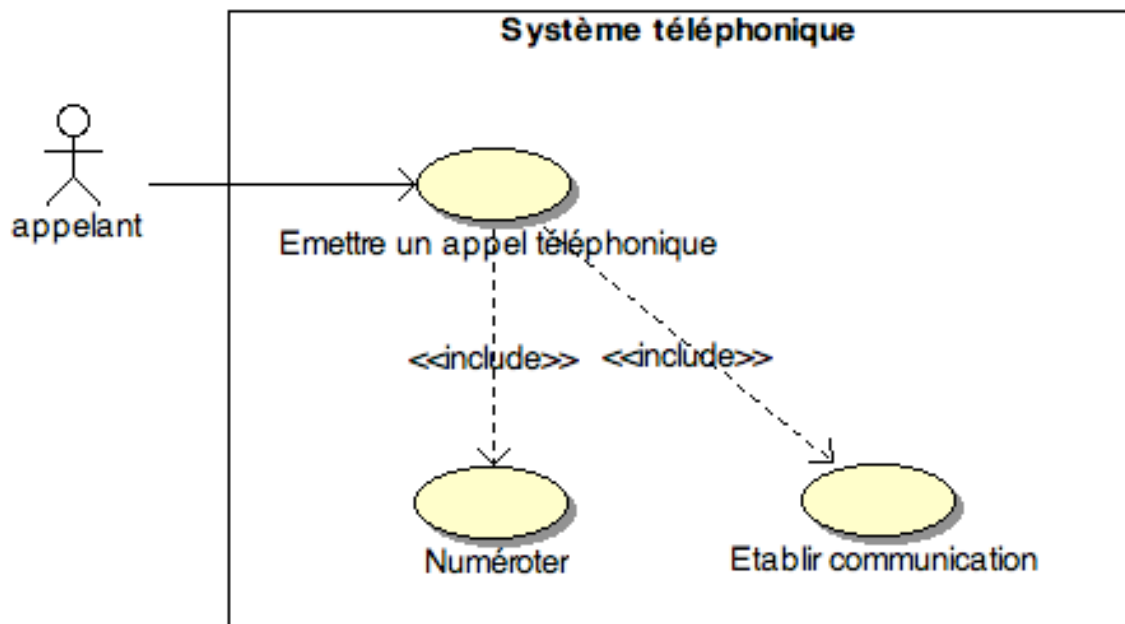 Système téléphonique
appelant
Emettre un appel téléphonique
<<include>> <<include>>
Numéroter
Etablir communication